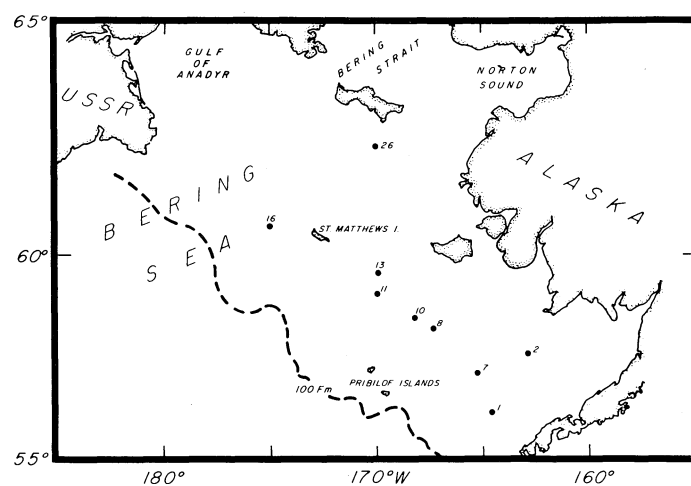 65°
GULF
OF
ANADYR
BERING
STRAIT
NORTON
SOUND
USSR
26
ALASKA
BERING
SEA
16
ST. MATTHEWS I.
60°
13
11
10
8
2
7
PRIBILOF ISLANDS
100 Fm
1
55°
180°
170°W
160°